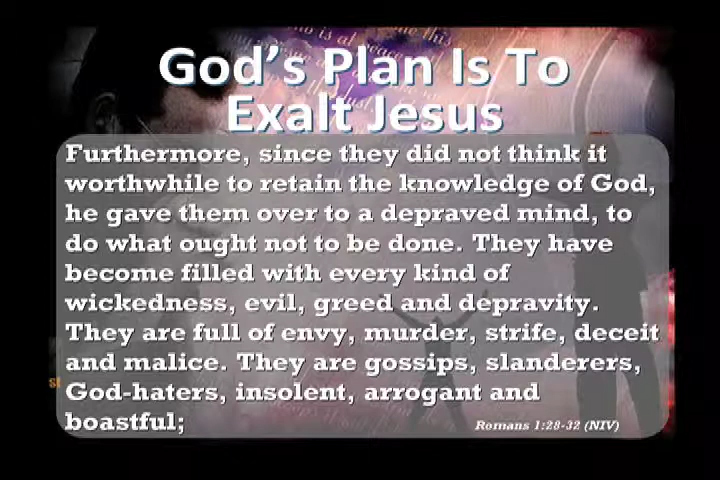 God's Plan Is To
Exalt Jesus
Furthermore, since they did not think it
worthwhile to retain the knowledge of God,
he gave them over to a depraved mind, to
do what ought not to be done. They have
become filled with every kind of
wickedness, evil, greed and depravity.
They are full of envy, murder, strife, deceit
and malice. They are gossips, slanderers,
God-haters, insolent, arrogant and
boastful;
Romans 1:28-32 (NIV)